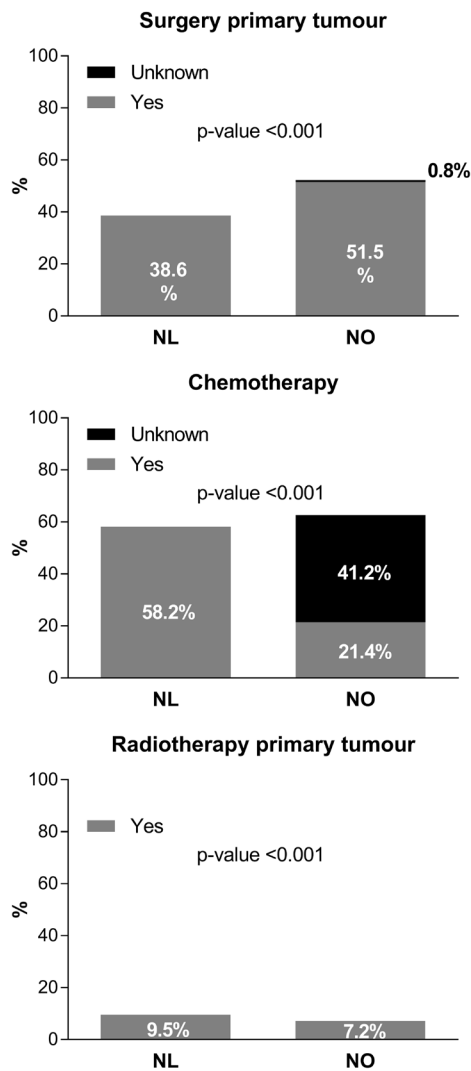 Surgery primary tumour
100
80
60
40
20
0
%
Unknown
Yes
p-value <0.001
0.8%
38.6
%
51.5
%
NL
NO
Chemotherapy
100
80
60
40
20
0
%
Unknown
Yes
p-value <0.001
58.2%
41.2%
21.4%
NL
NO
Radiotherapy primary tumour
100
80
60
40
20
0
%
Yes
p-value <0.001
9.5%
7.2%
NL
NO